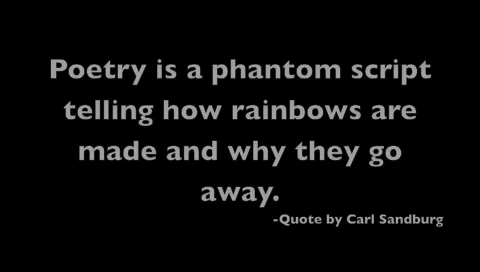 Poetry is a phantom script
telling how rainbows are
made and why they go
away.
-Quote by Carl Sandburg